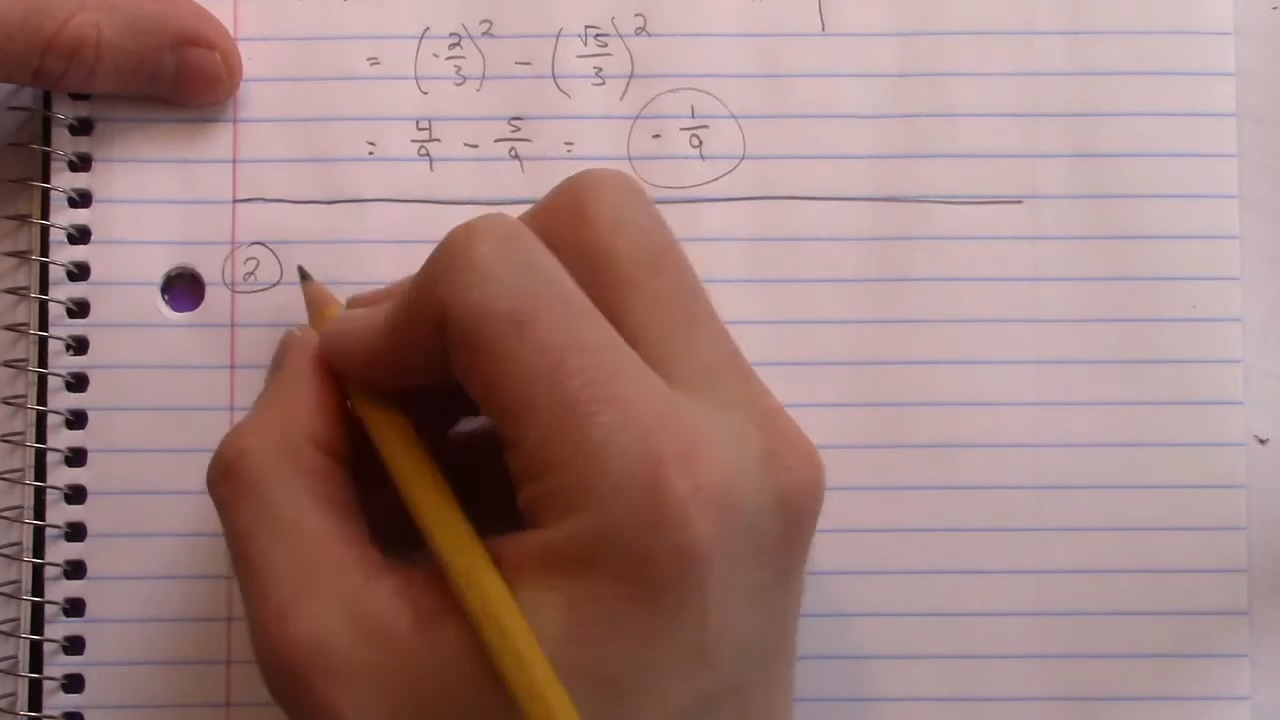 = (-2/3)² - (√5/3)²
= 4/9 - 5/9 = -1/9
2